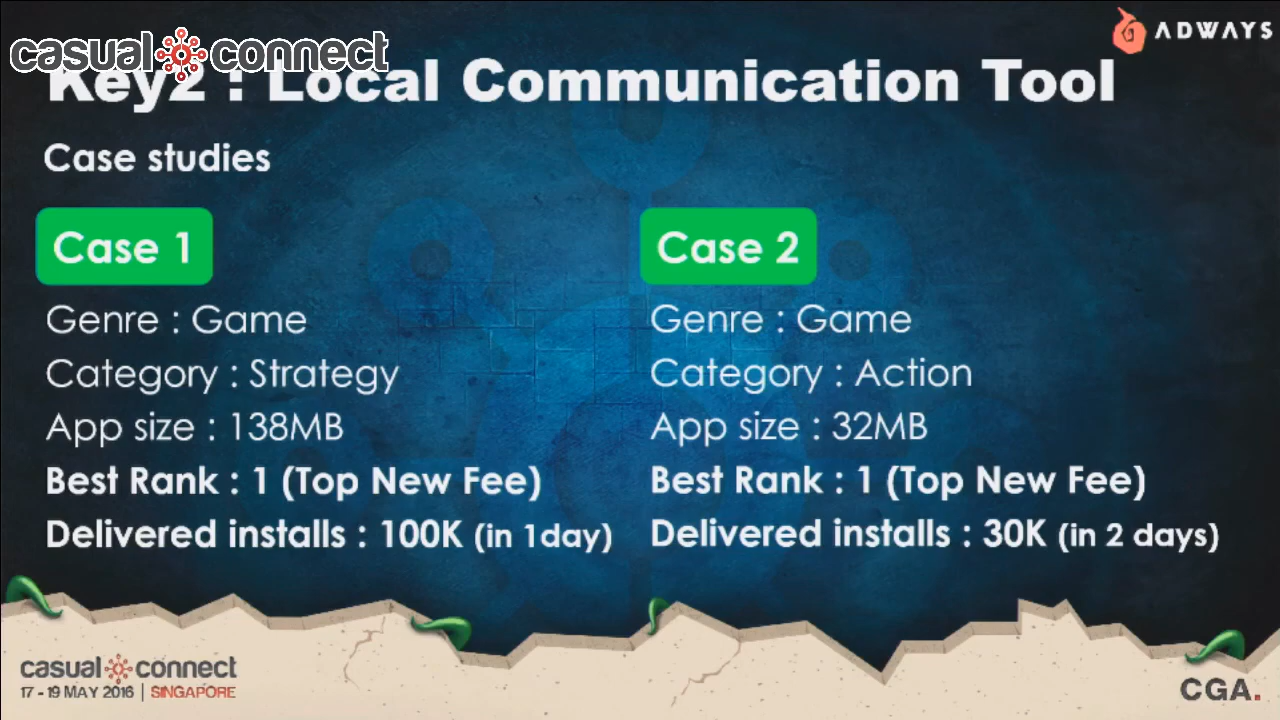 casual connect
ADWAYS
Key2 : Local Communication Tool
Case studies
Case 1
Genre : Game
Category : Strategy
App size : 138MB
Best Rank : 1 (Top New Fee)
Delivered installs : 100K (in 1day)
Case 2
Genre : Game
Category : Action
App size : 32MB
Best Rank : 1 (Top New Fee)
Delivered installs : 30K (in 2 days)
casual connect
17 - 19 MAY 2016 | SINGAPORE
CGA.